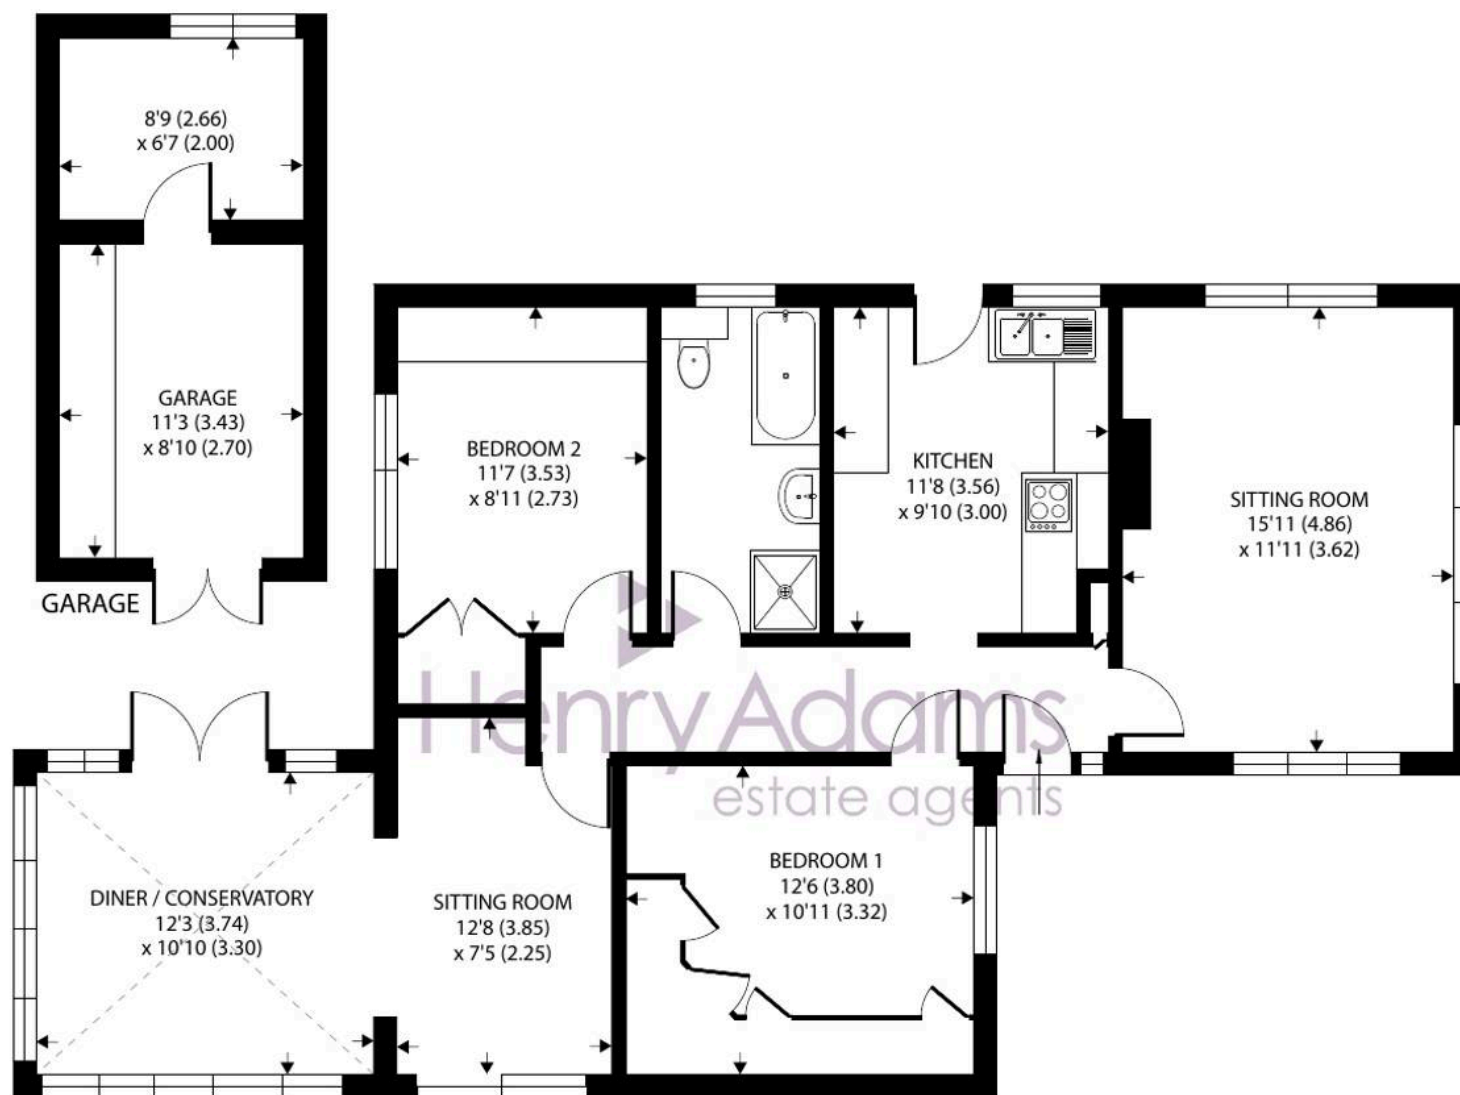 8'9 (2.66)
x 6'7 (2.00)
GARAGE
11'3 (3.43)
x 8'10 (2.70)
GARAGE
BEDROOM 2
11'7 (3.53)
x 8'11 (2.73)
KITCHEN
11'8 (3.56)
x 9'10 (3.00)
SITTING ROOM
15'11 (4.86)
x 11'11 (3.62)
Henry Adams
estate agents
DINER / CONSERVATORY
12'3 (3.74)
x 10'10 (3.30)
SITTING ROOM
12'8 (3.85)
x 7'5 (2.25)
BEDROOM 1
12'6 (3.80)
x 10'11 (3.32)